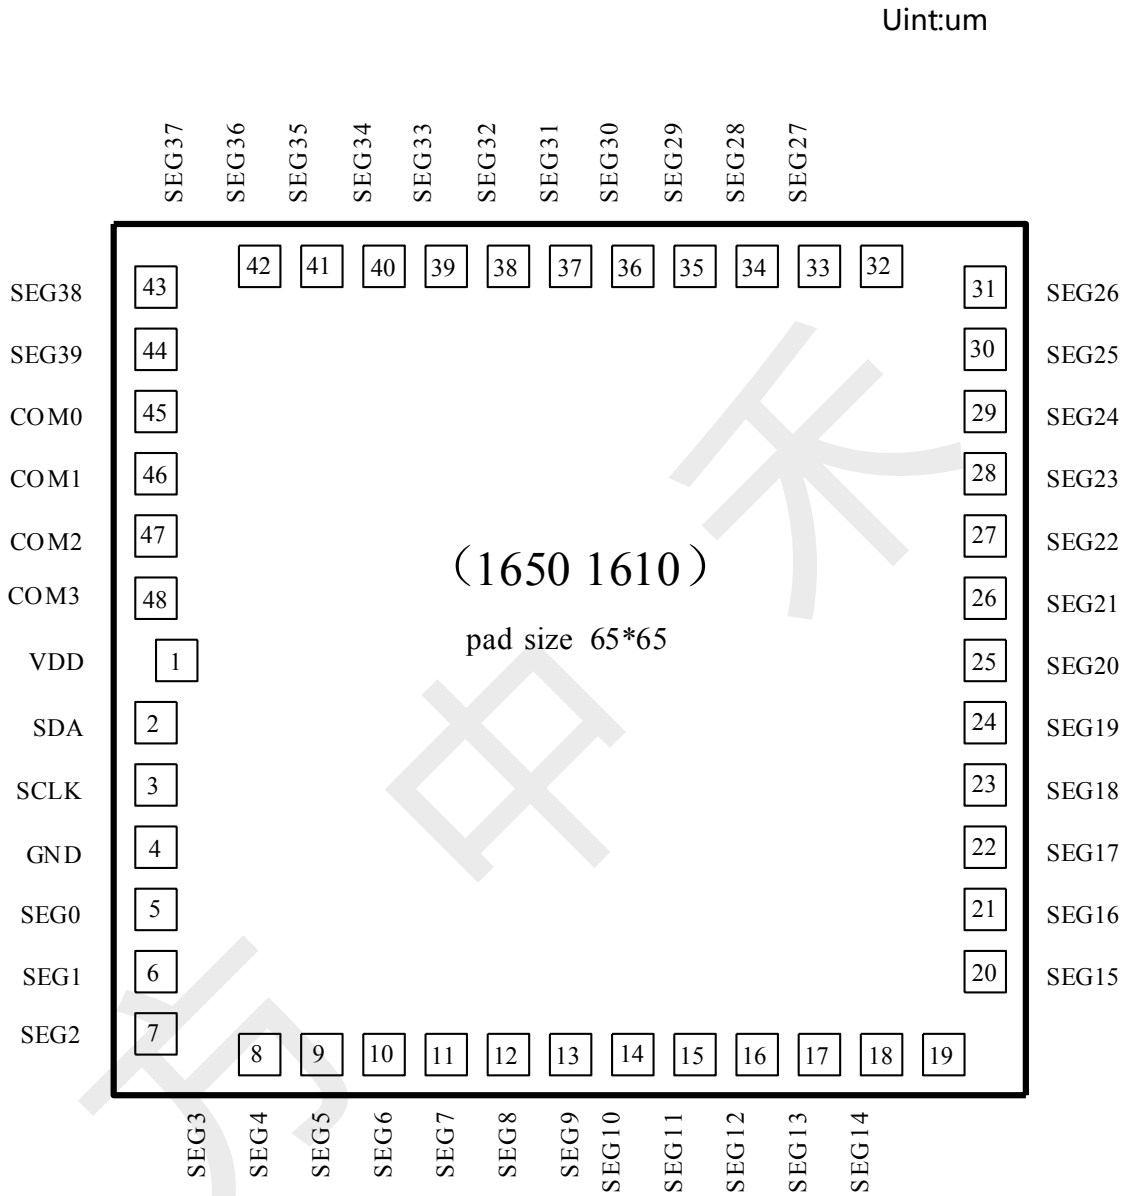 Uint:um
SEG37 SEG36 SEG35 SEG34 SEG33 SEG32 SEG31 SEG30 SEG29 SEG28 SEG27
42 41 40 39 38 37 36 35 34 33 32
SEG38 43 31 SEG26
SEG39 44 30 SEG25
COM0 45 29 SEG24
COM1 46 28 SEG23
COM2 47 27 SEG22
(1650 1610)
COM3 48 26 SEG21
pad size 65*65
VDD 1 25 SEG20
SDA 2 24 SEG19
SCLK 3 23 SEG18
GND 4 22 SEG17
SEG0 5 21 SEG16
SEG1 6 20 SEG15
SEG2 7
8 9 10 11 12 13 14 15 16 17 18 19
SEG3 SEG4 SEG5 SEG6 SEG7 SEG8 SEG9 SEG10 SEG11 SEG12 SEG13 SEG14